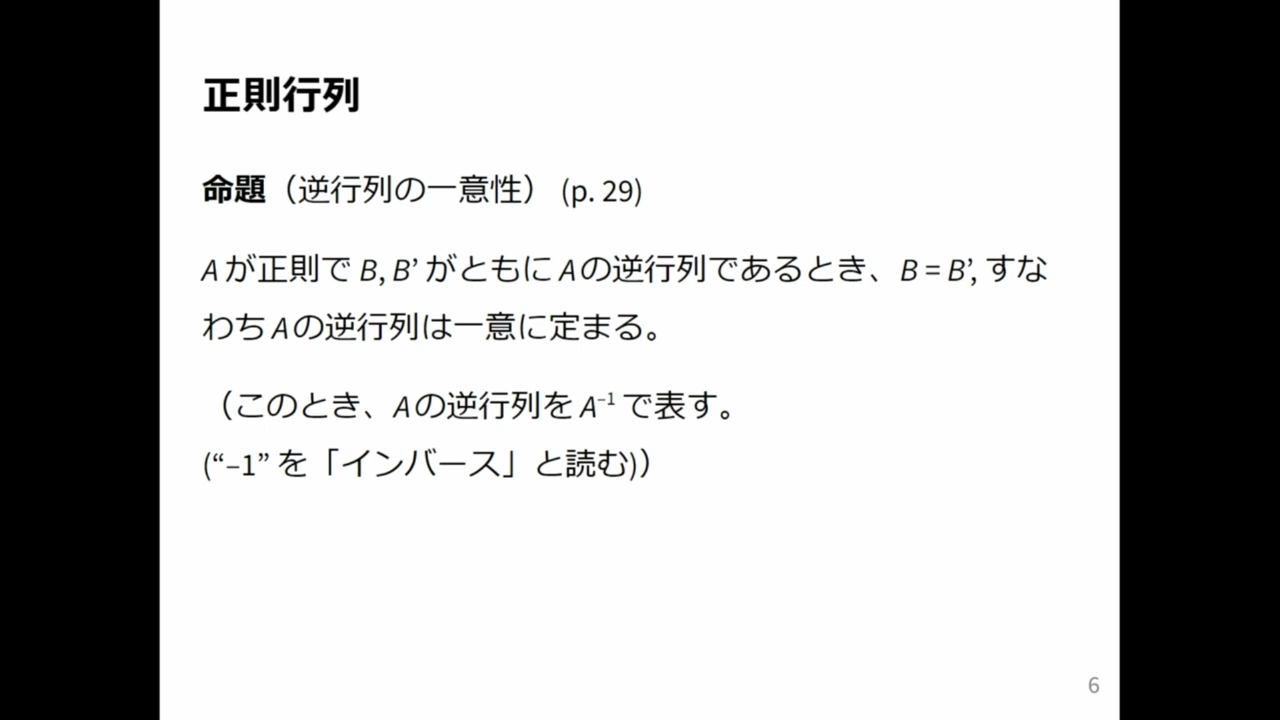 正則行列
命題（逆行列の一意性） (p. 29)
A が正則で B, B’ がともに A の逆行列であるとき、B = B’, すな
わち A の逆行列は一意に定まる。
（このとき、A の逆行列を A⁻¹ で表す。
(“–1” を「インバース」と読む)）
6